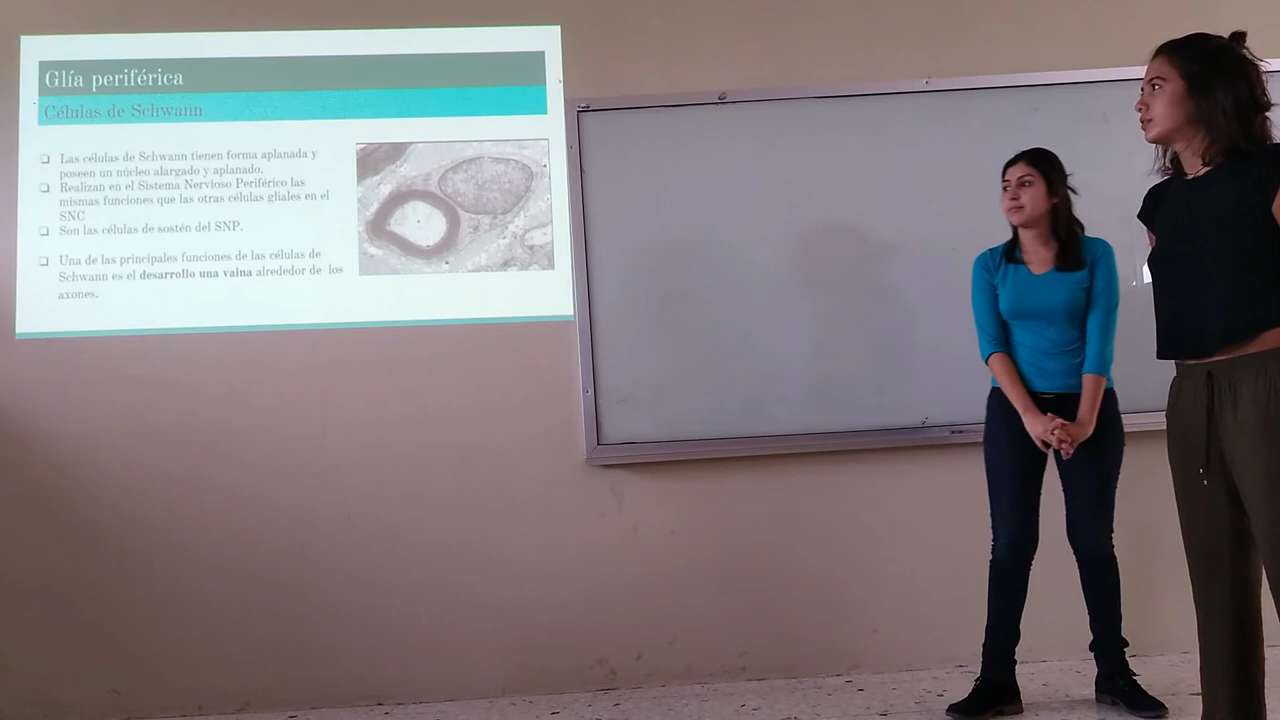 Glía periférica
Células de Schwann
Las células de Schwann tienen forma aplanada y
poseen un núcleo alargado y aplanado.
Realizan en el Sistema Nervioso Periférico las
mismas funciones que las otras células gliales en el
SNC
Son las células de sostén del SNP.
Una de las principales funciones de las células de
Schwann es el desarrollo una vaina alrededor de los
axones.